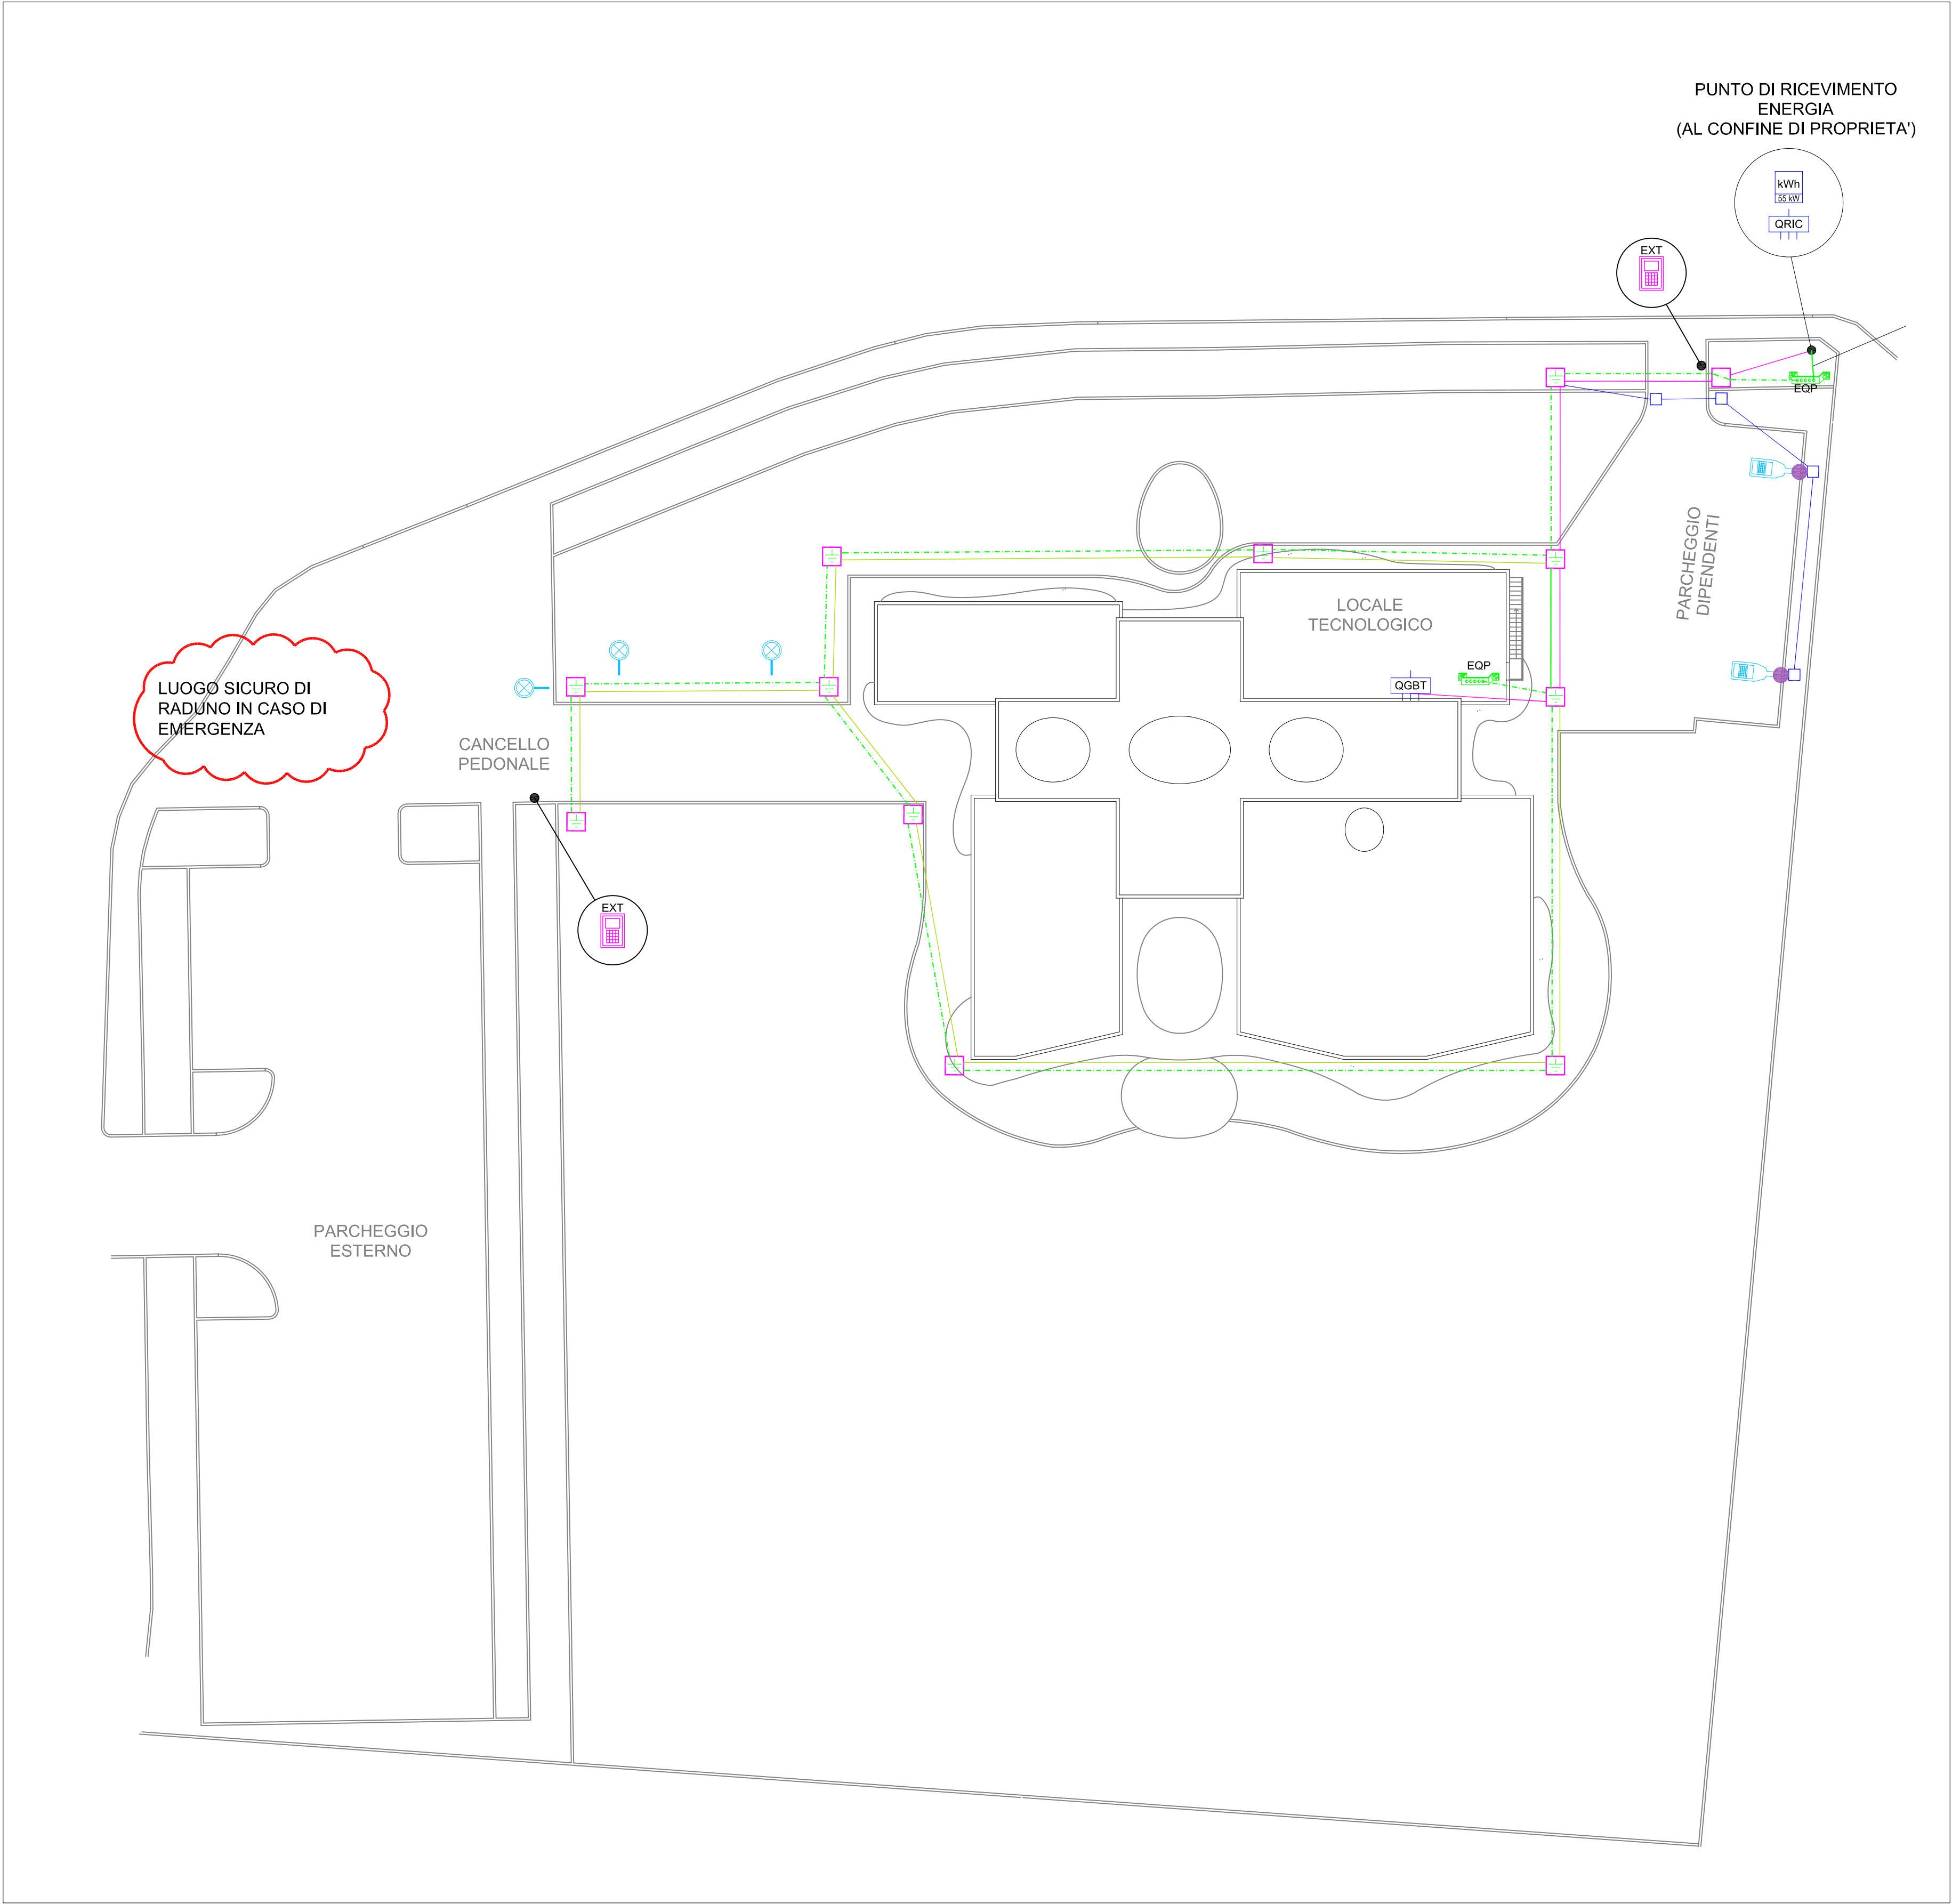 PUNTO DI RICEVIMENTO
ENERGIA
(AL CONFINE DI PROPRIETA')
kWh
55 kW
QRIC
EXT
EQP
PARCHEGGIO
DIPENDENTI
LOCALE
TECNOLOGICO
EQP
QGBT
LUOGO SICURO DI
RADUNO IN CASO DI
EMERGENZA
CANCELLO
PEDONALE
EXT
PARCHEGGIO
ESTERNO